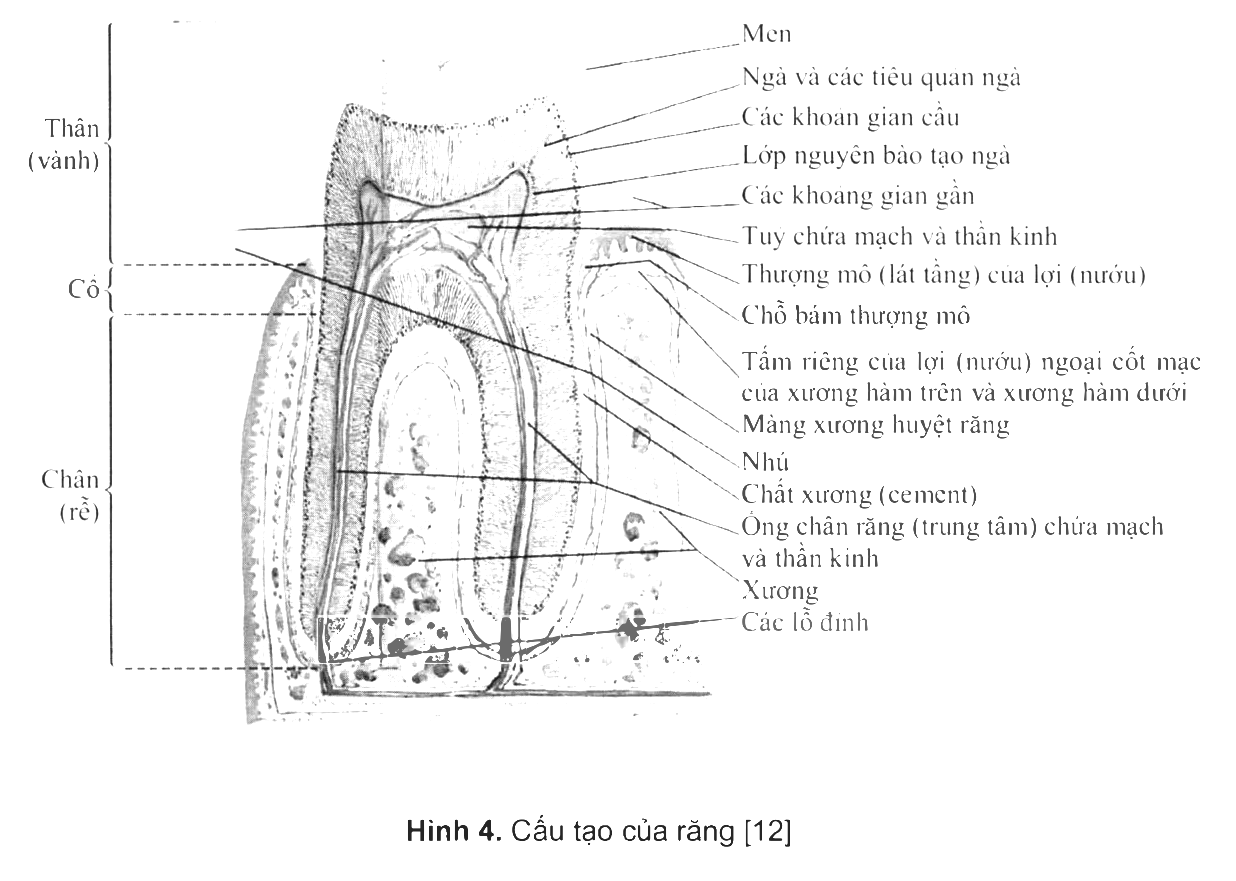 Men
Ngà và các tiêu quản ngà
Các khoản gian cầu
Thân
(vành)
Lớp nguyên bào tạo ngà
Các khoảng gian gần
Tuỷ chứa mạch và thần kinh
Thượng mô (lát tầng) của lợi (nướu)
Cổ
Chỗ bám thượng mô
Tấm riêng của lợi (nướu) ngoại cốt mạc
của xương hàm trên và xương hàm dưới
Màng xương huyệt răng
Nhú
Chân
(rễ)
Chất xương (cement)
Ống chân răng (trung tâm) chứa mạch
và thần kinh
Xương
Các lỗ đỉnh
Hình 4. Cấu tạo của răng [12]